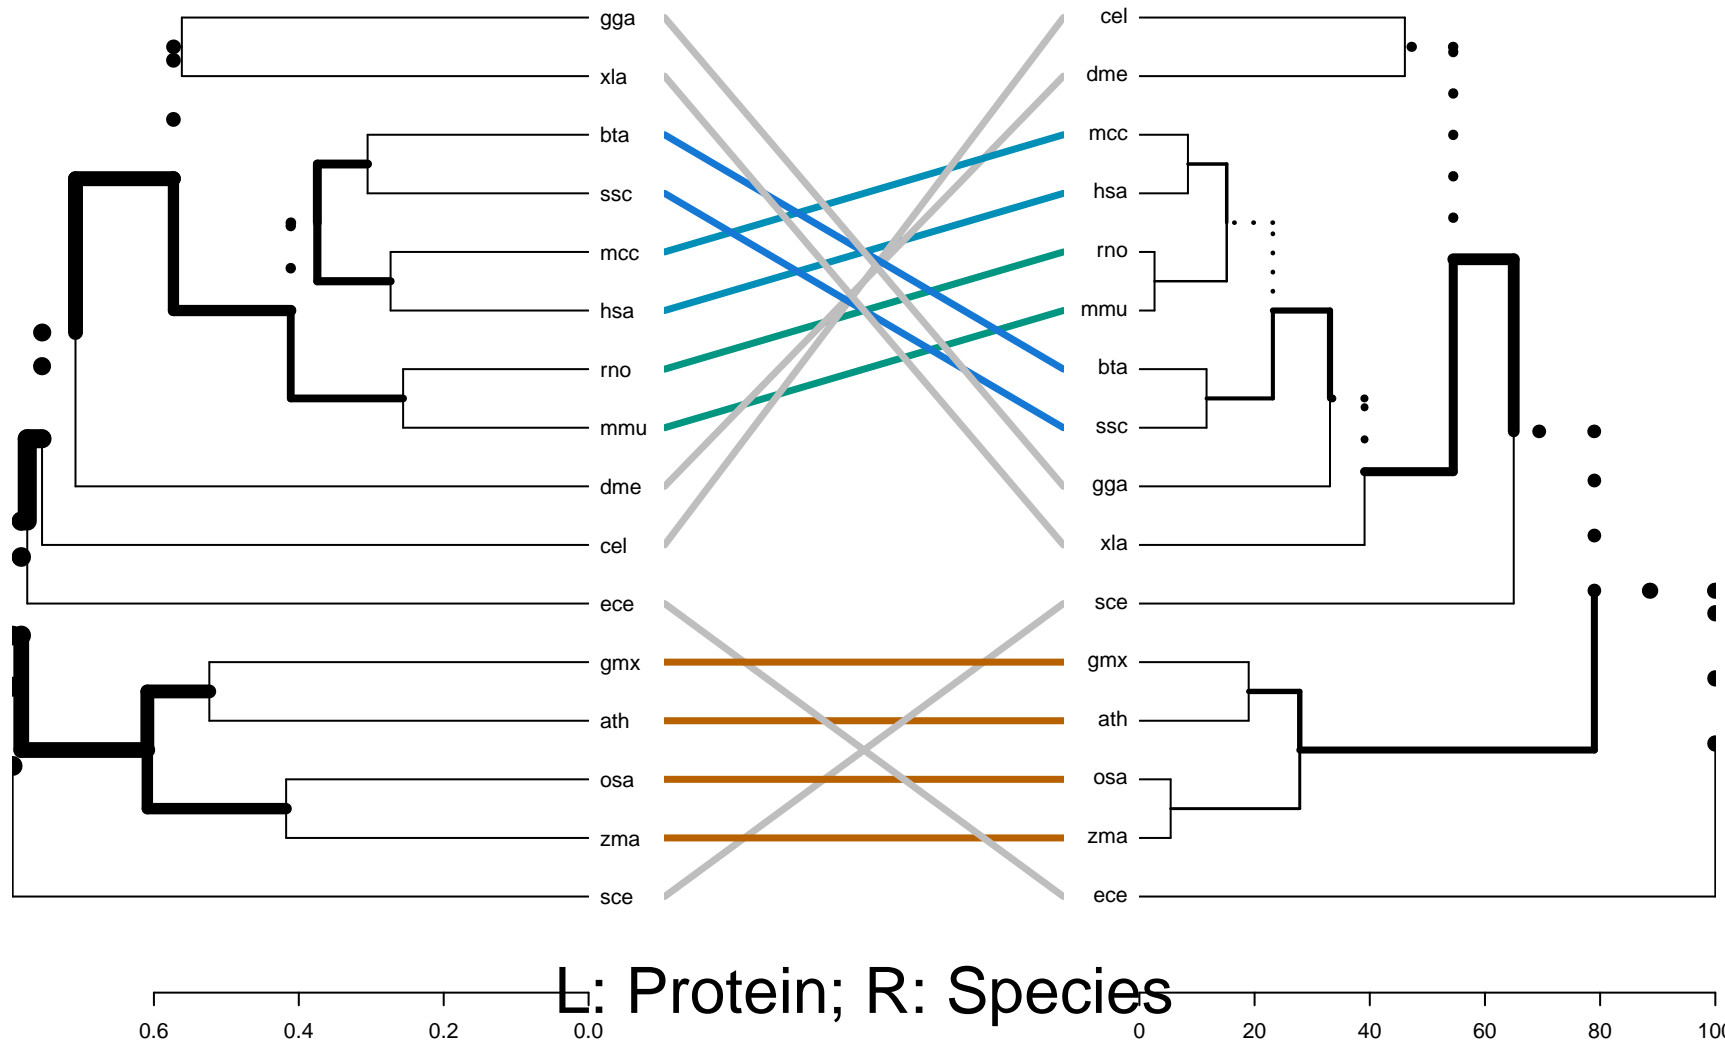 gga
xla
bta
ssc
mcc
hsa
rno
mmu
dme
cel
ece
gmx
ath
osa
zma
sce
cel
dme
mcc
hsa
rno
mmu
bta
ssc
gga
xla
sce
gmx
ath
osa
zma
ece
L: Protein; R: Species
0.6 0.4 0.2 0.0
0 20 40 60 80 100